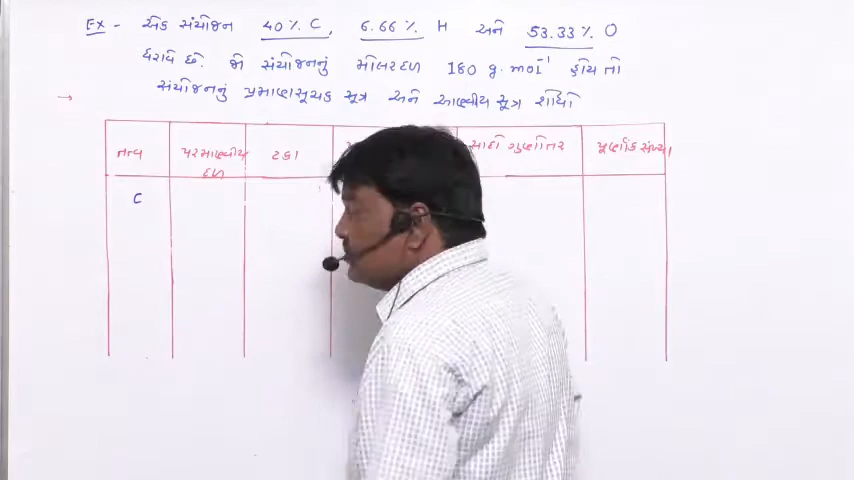 Ex - એક સંયોજન 40% C, 6.66% H અને 53.33% O
ધરાવે છે. જો સંયોજનનું મોલરદળ 180 g. mol⁻¹ હોય તો
→ સંયોજનનું પ્રમાણસૂચક સૂત્ર અને આણ્વીય સૂત્ર શોધો
તત્વ પરમાણ્વીય દળ ટકા સાદો ગુણોતર પૂર્ણાંક સંખ્યા
C